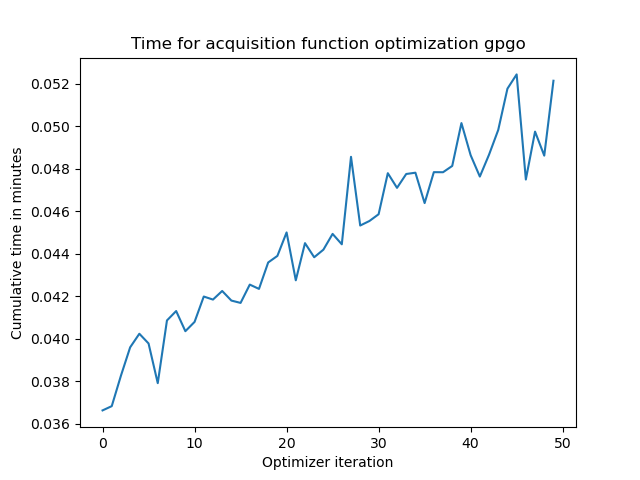 Time for acquisition function optimization gpgo
Cumulative time in minutes
0.052
0.050
0.048
0.046
0.044
0.042
0.040
0.038
0.036
0 10 20 30 40 50
Optimizer iteration